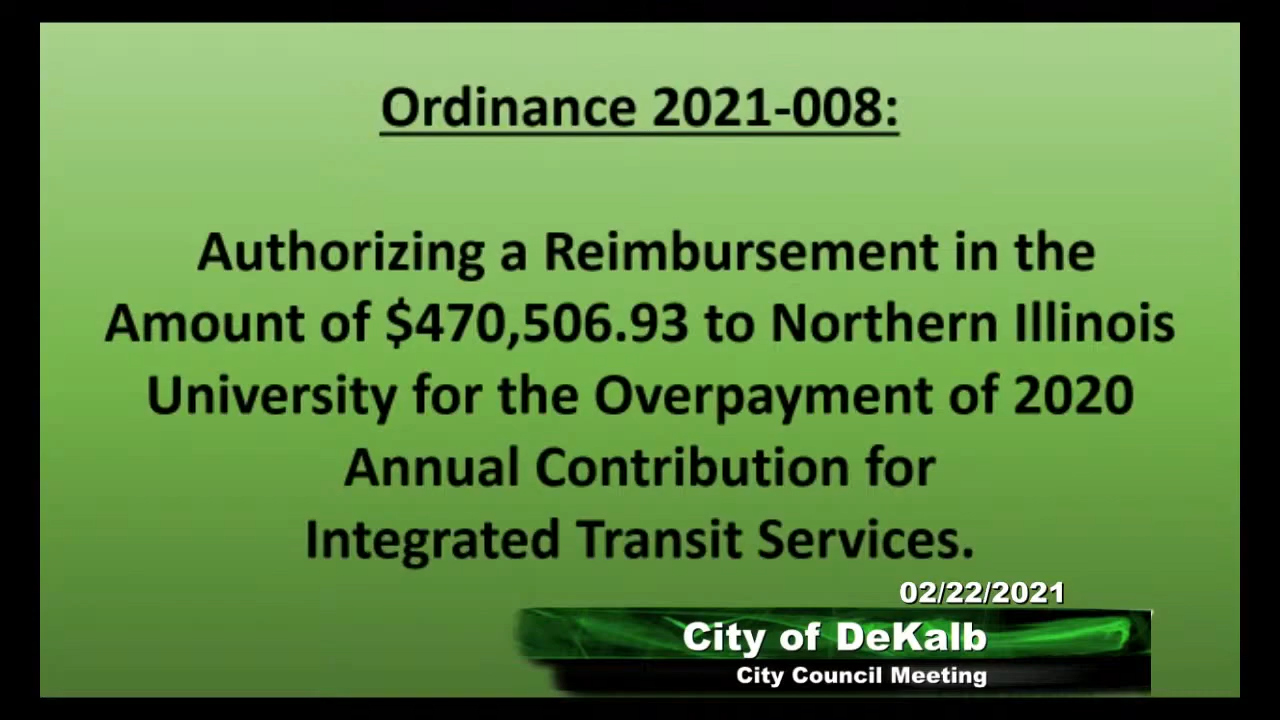 Ordinance 2021-008:
Authorizing a Reimbursement in the
Amount of $470,506.93 to Northern Illinois
University for the Overpayment of 2020
Annual Contribution for
Integrated Transit Services.
02/22/2021
City of DeKalb
City Council Meeting